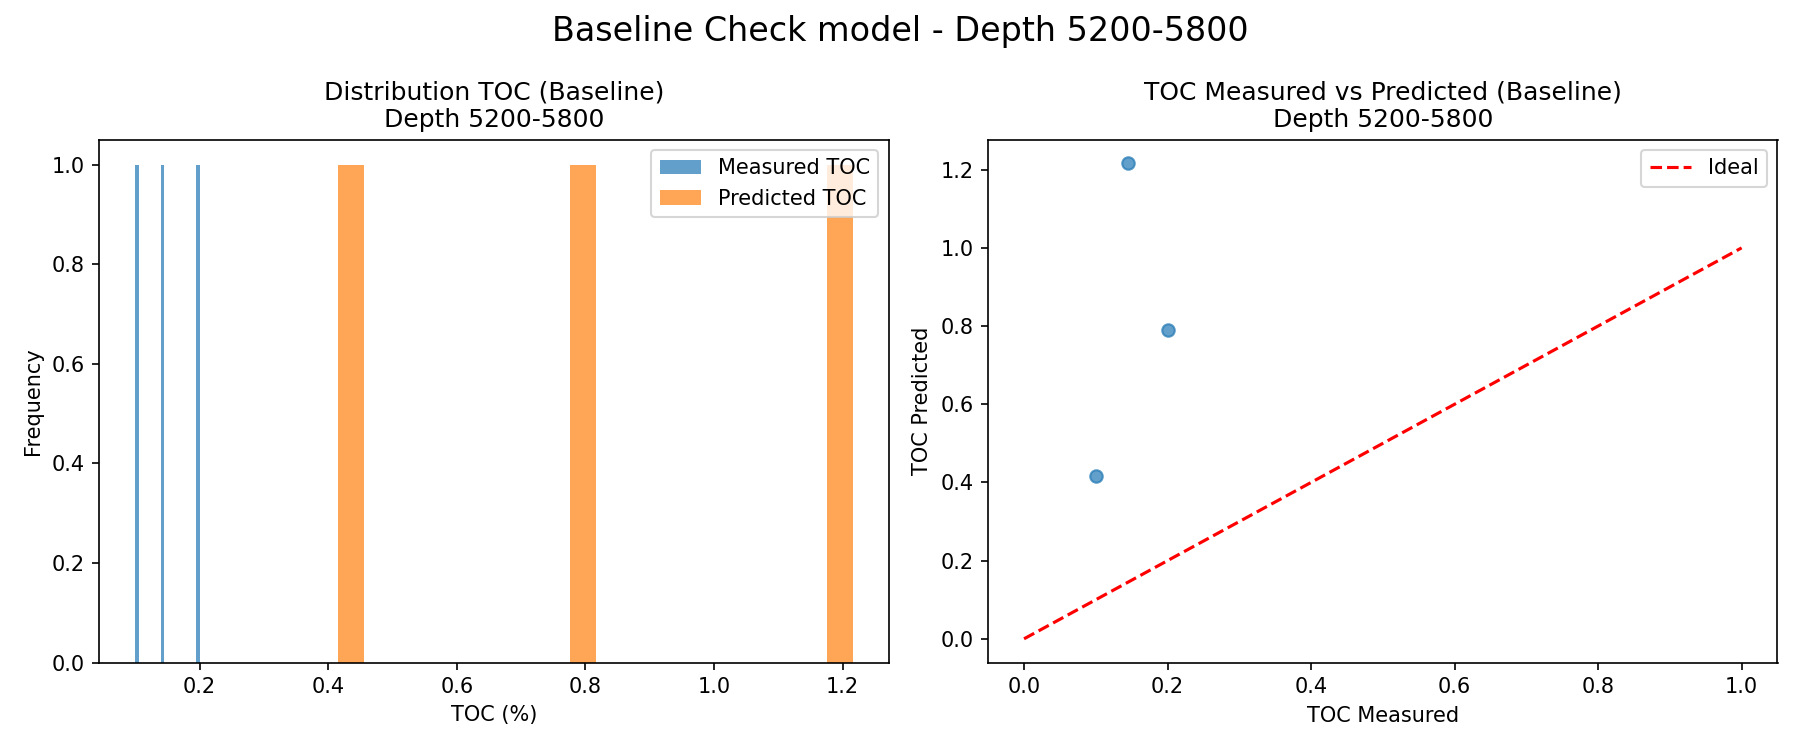 Baseline Check model - Depth 5200-5800
Distribution TOC (Baseline)
Depth 5200-5800
Measured TOC
Predicted TOC
1.0
0.8
0.6
0.4
0.2
0.0
Frequency
0.2 0.4 0.6 0.8 1.0 1.2
TOC (%)
TOC Measured vs Predicted (Baseline)
Depth 5200-5800
Ideal
1.2
1.0
0.8
0.6
0.4
0.2
0.0
TOC Predicted
0.0 0.2 0.4 0.6 0.8 1.0
TOC Measured